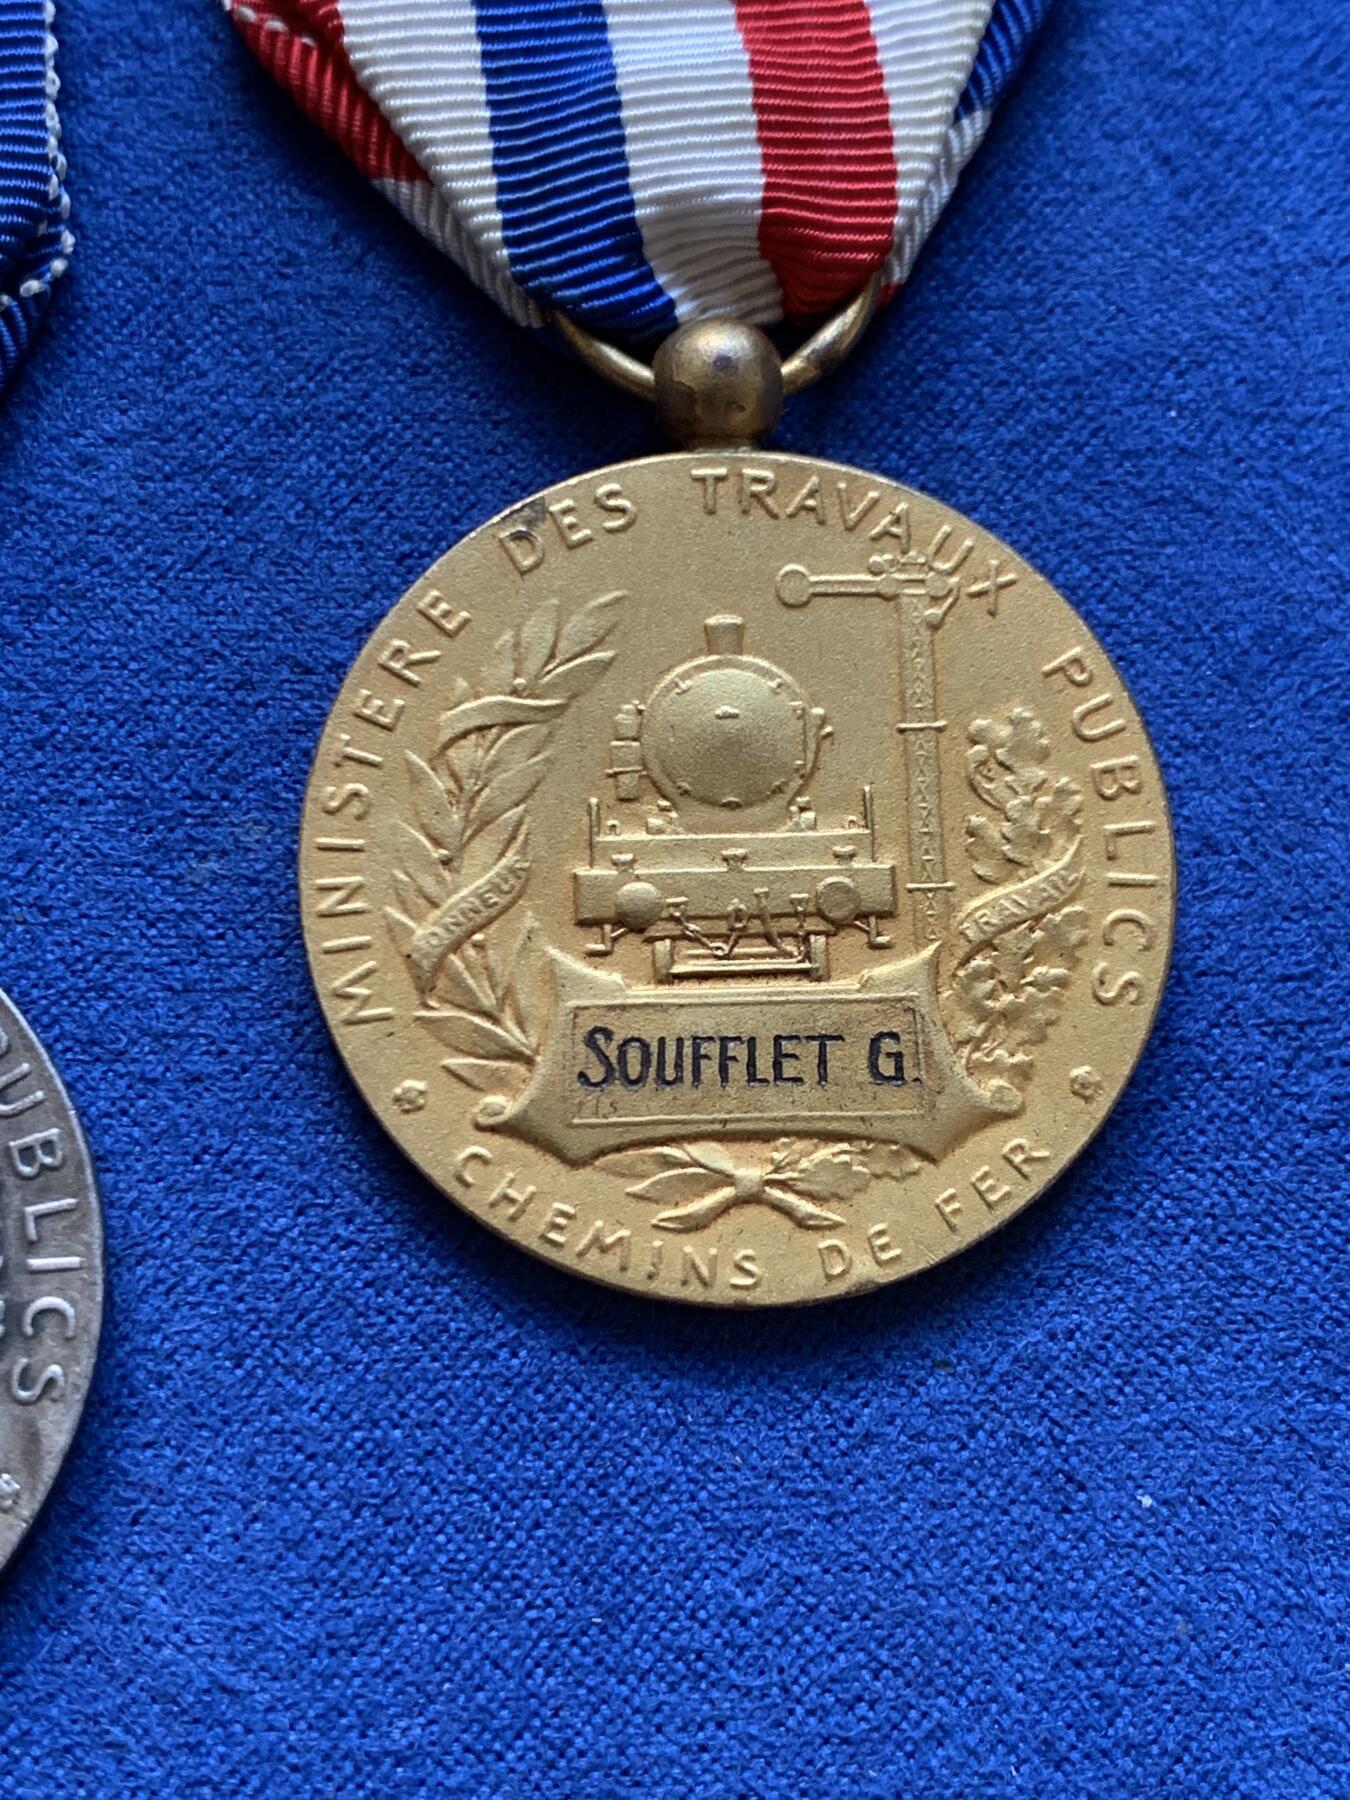 MINISTERE DES TRAVAUX PUBLICS
HONNEUR
TRAVAIL
SOUFFLET G.
CHEMINS DE FER
PUBLICS